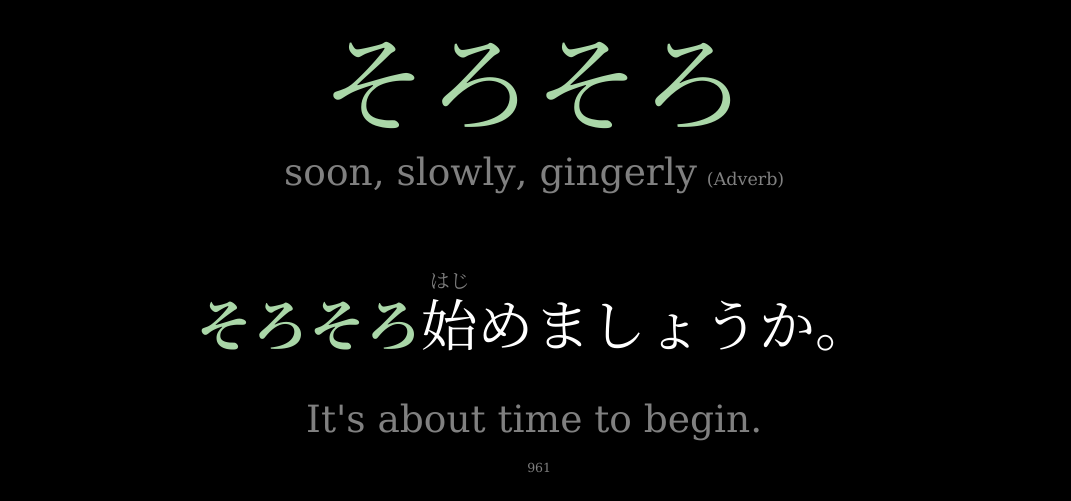 そろそろ
soon, slowly, gingerly (Adverb)
はじ
そろそろ始めましょうか。
It's about time to begin.
961